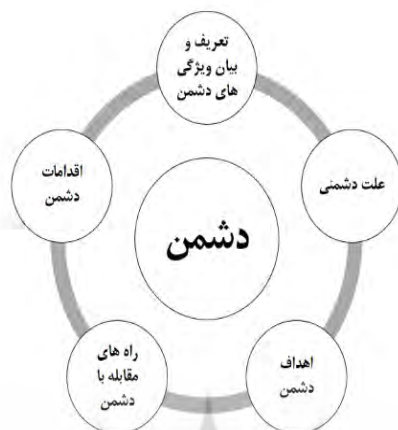 تعریف و
بیان ویژگی
های دشمن
علت دشمنی
اهداف
دشمن
راه های
مقابله با
دشمن
اقدامات
دشمن
دشمن